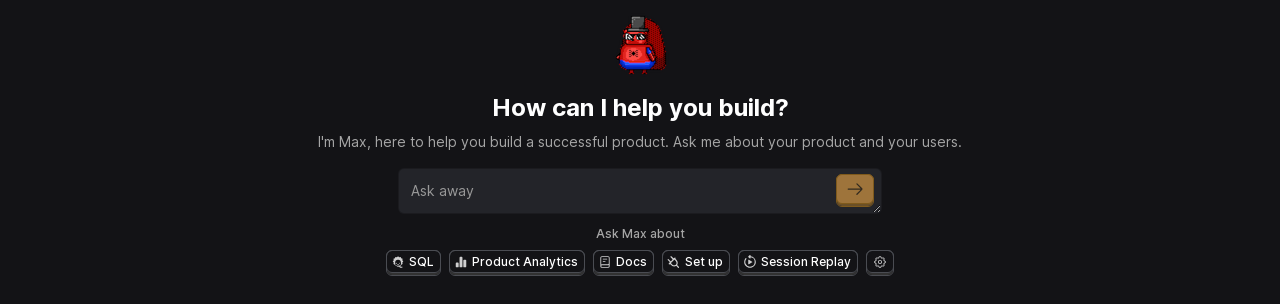 How can I help you build?
I'm Max, here to help you build a successful product. Ask me about your product and your users.
Ask away
Ask Max about
SQL Product Analytics Docs Set up Session Replay